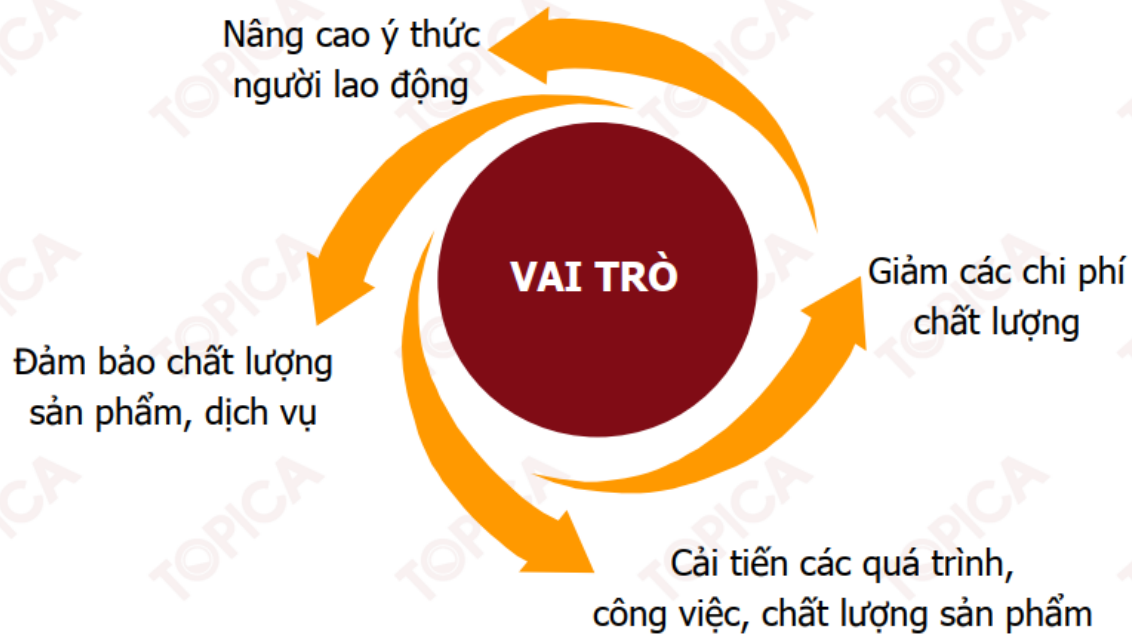 Nâng cao ý thức
người lao động
VAI TRÒ
Giảm các chi phí
chất lượng
Đảm bảo chất lượng
sản phẩm, dịch vụ
Cải tiến các quá trình,
công việc, chất lượng sản phẩm
TOPICA